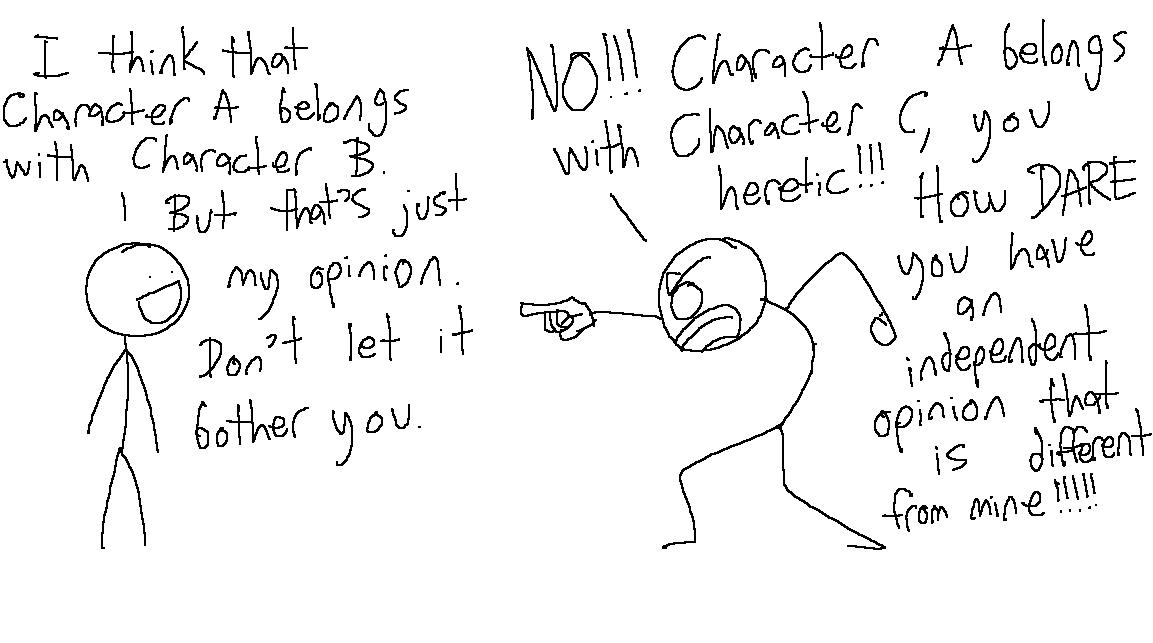 I think that
Character A belongs
with Character B.
But that's just
my opinion.
Don't let it
bother you.
NO!!! Character A belongs
with Character C, you
heretic!!!
How DARE
you have
an
independent
opinion that
is different
from mine!!!!!